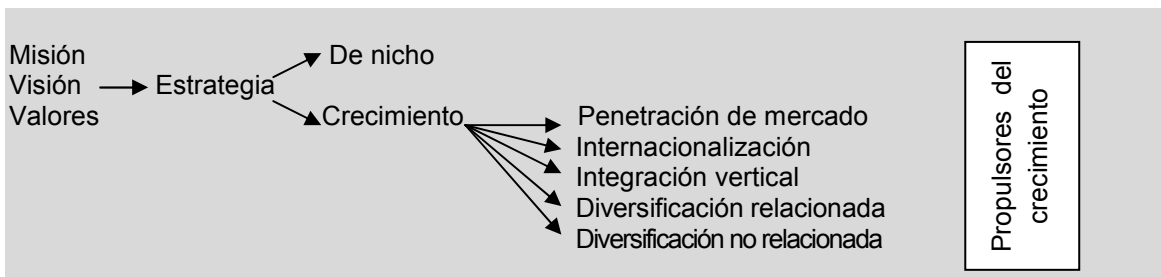 Misión
Visión
Valores
Estrategia
De nicho
Crecimiento
Penetración de mercado
Internacionalización
Integración vertical
Diversificación relacionada
Diversificación no relacionada
Propulsores del
crecimiento